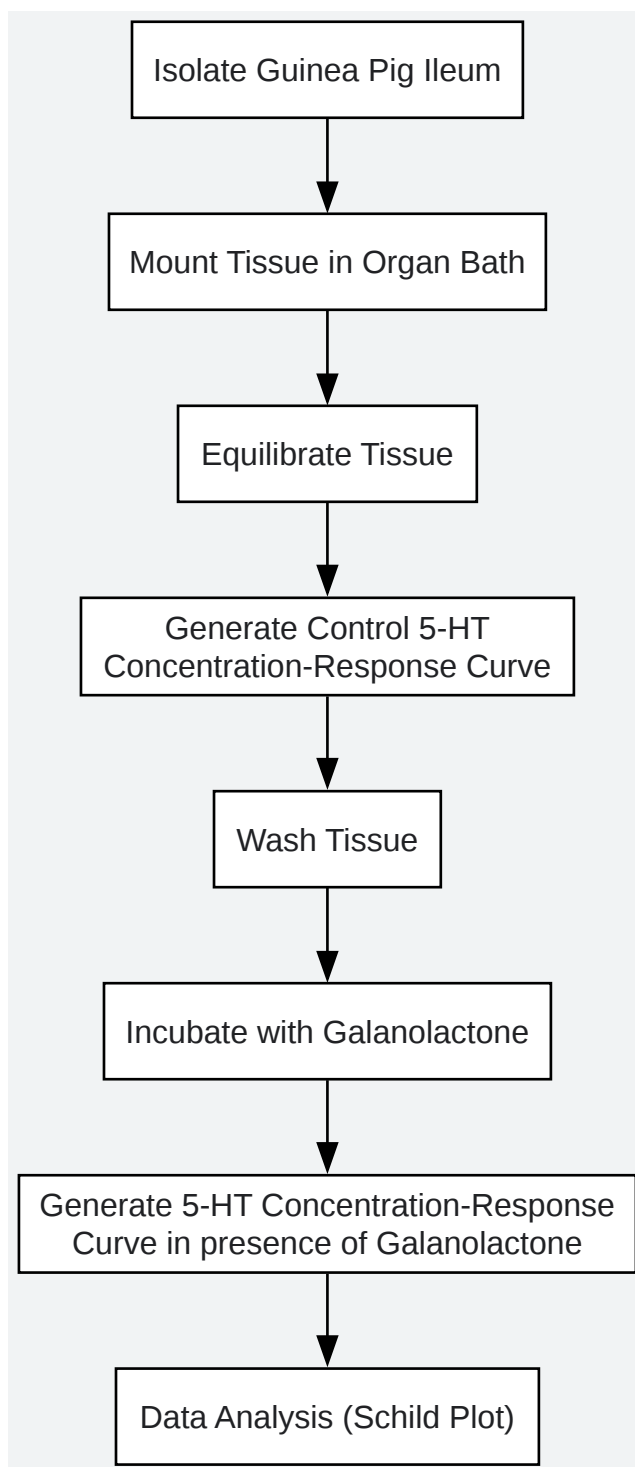 Isolate Guinea Pig Ileum
Mount Tissue in Organ Bath
Equilibrate Tissue
Generate Control 5-HT
Concentration-Response Curve
Wash Tissue
Incubate with Galanolactone
Generate 5-HT Concentration-Response
Curve in presence of Galanolactone
Data Analysis (Schild Plot)